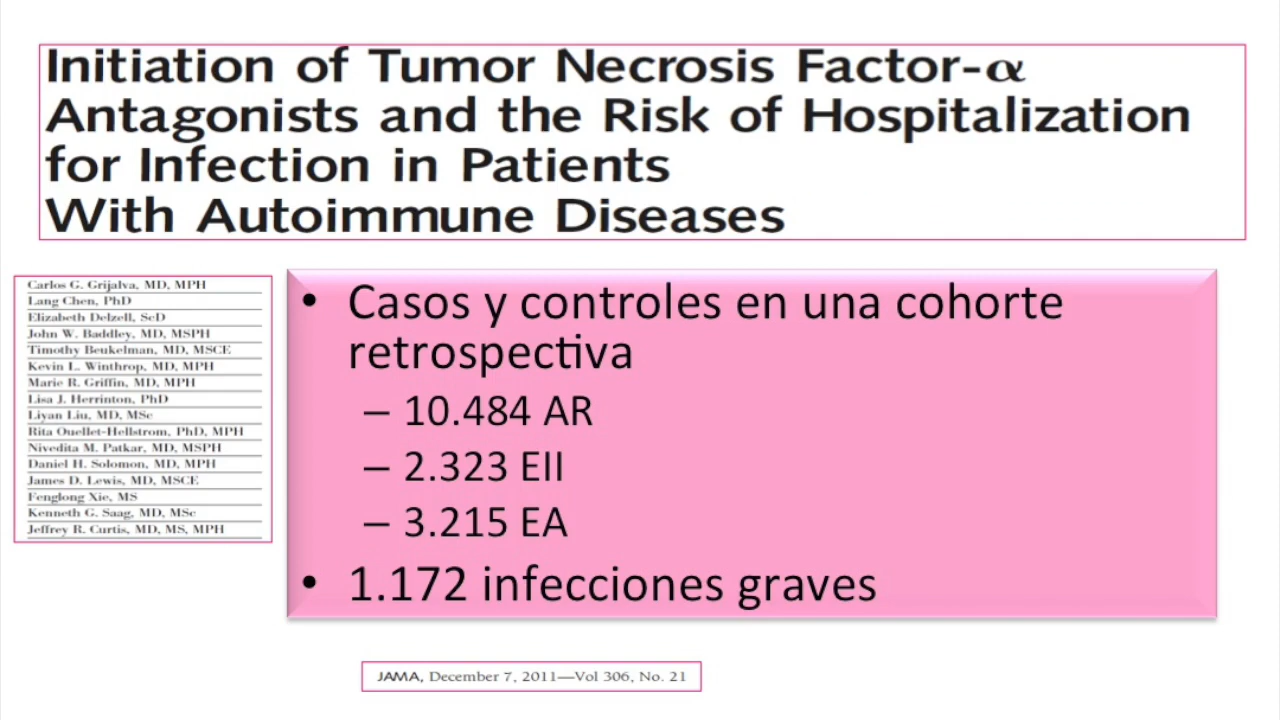 Initiation of Tumor Necrosis Factor-α
Antagonists and the Risk of Hospitalization
for Infection in Patients
With Autoimmune Diseases
Carlos G. Grijalva, MD, MPH
Lang Chen, PhD
Elizabeth Delzell, ScD
John W. Baddley, MD, MSPH
Timothy Beukelman, MD, MSCE
Kevin L. Winthrop, MD, MPH
Marie R. Griffin, MD, MPH
Lisa J. Herrinton, PhD
Liyan Liu, MD, MSc
Rita Ouellet-Hellstrom, PhD, MPH
Nivedita M. Patkar, MD, MSPH
Daniel H. Solomon, MD, MPH
James D. Lewis, MD, MSCE
Fenglong Xie, MS
Kenneth G. Saag, MD, MSc
Jeffrey R. Curtis, MD, MS, MPH
• Casos y controles en una cohorte
retrospectiva
– 10.484 AR
– 2.323 EII
– 3.215 EA
• 1.172 infecciones graves
JAMA, December 7, 2011—Vol 306, No. 21